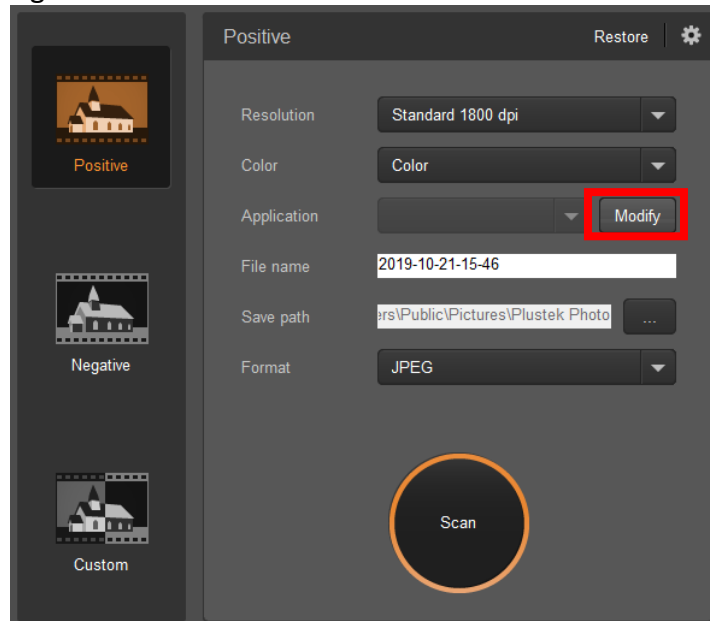 Positive
Restore
Resolution
Standard 1800 dpi
Positive
Color
Color
Application
Modify
File name
2019-10-21-15-46
Save path
ers\Public\Pictures\Plustek Photo
...
Negative
Format
JPEG
Scan
Custom